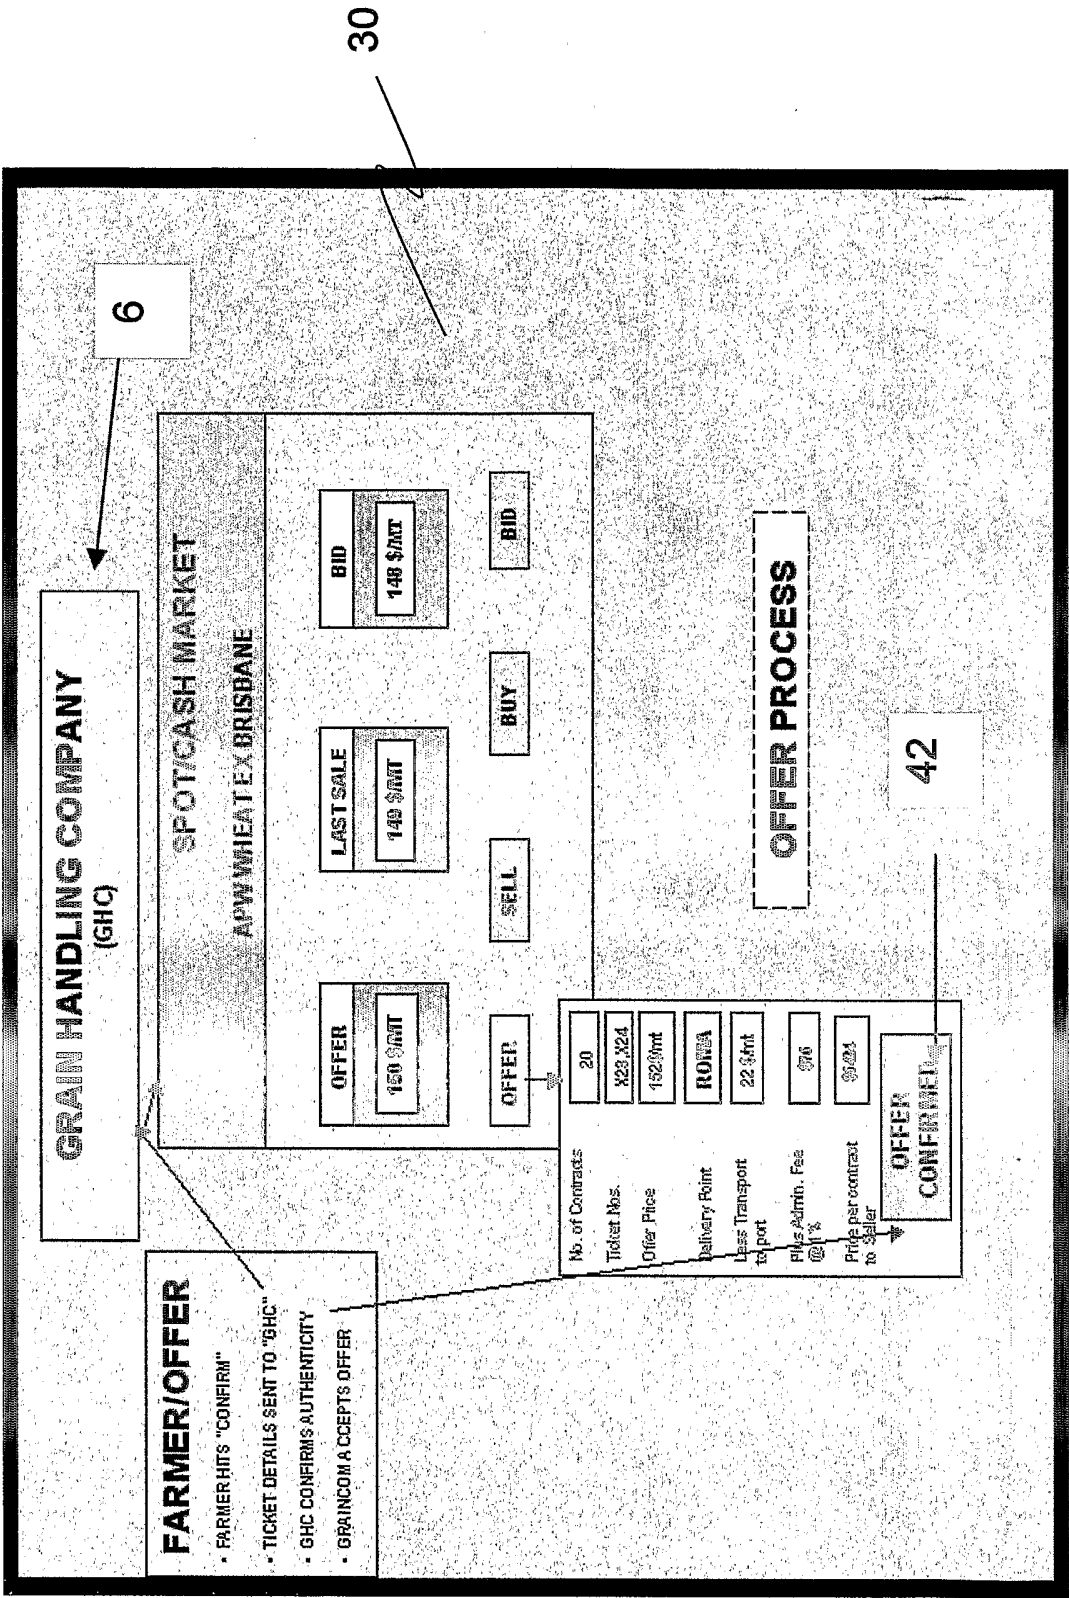 30
6
GRAIN HANDLING COMPANY
(GHC)
FARMER/OFFER
• FARMER HITS "CONFIRM"
• TICKET DETAILS SENT TO "GHC"
• GHC CONFIRMS AUTHENTICITY
• GRAINCOM ACCEPTS OFFER
SPOT/CASH MARKET
APW WHEAT EX BRISBANE
OFFER LAST SALE BID
150 $/MT 149 $/MT 148 $/MT
OFFER SELL BUY BID
No. of Contracts 20
Ticket Nos. X23,X24
Offer Price 152$/mt
Delivery Point ROMA
Less Transport
to port 22 $/mt
Plus Admin. Fee
@ 1%
Price per contract
to Seller
OFFER
CONFIRMED
OFFER PROCESS
42